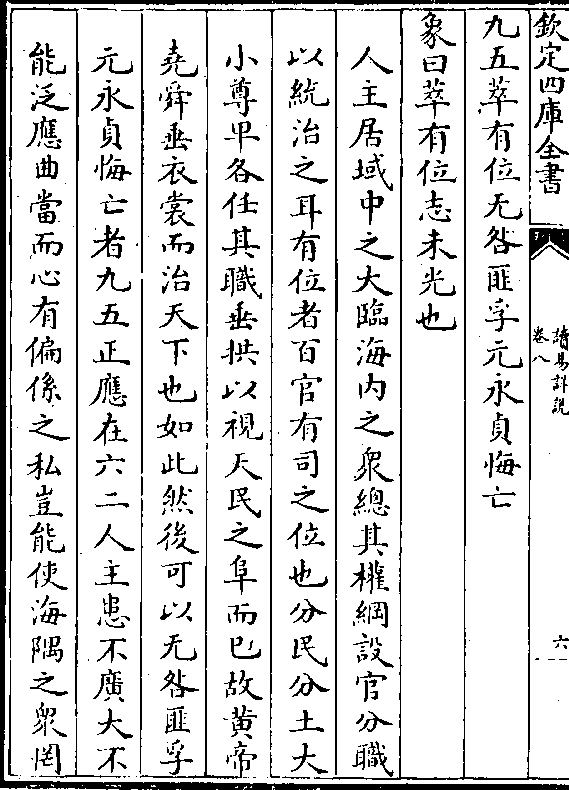 欽定四庫全書
讀易詳説
卷八
六
九五萃有位无咎匪孚元永貞悔亡
象曰萃有位志未光也
人主居域中之大臨海内之衆總其權綱設官分職
以統治之耳有位者百官有司之位也分民分土大
小尊卑各任其職垂拱以視天民之阜而已故黄帝
堯舜垂衣裳而治天下也如此然後可以无咎匪孚
元永貞悔亡者九五正應在六二人主患不廣大不
能泛應曲當而心有偏係之私豈能使海隅之衆罔